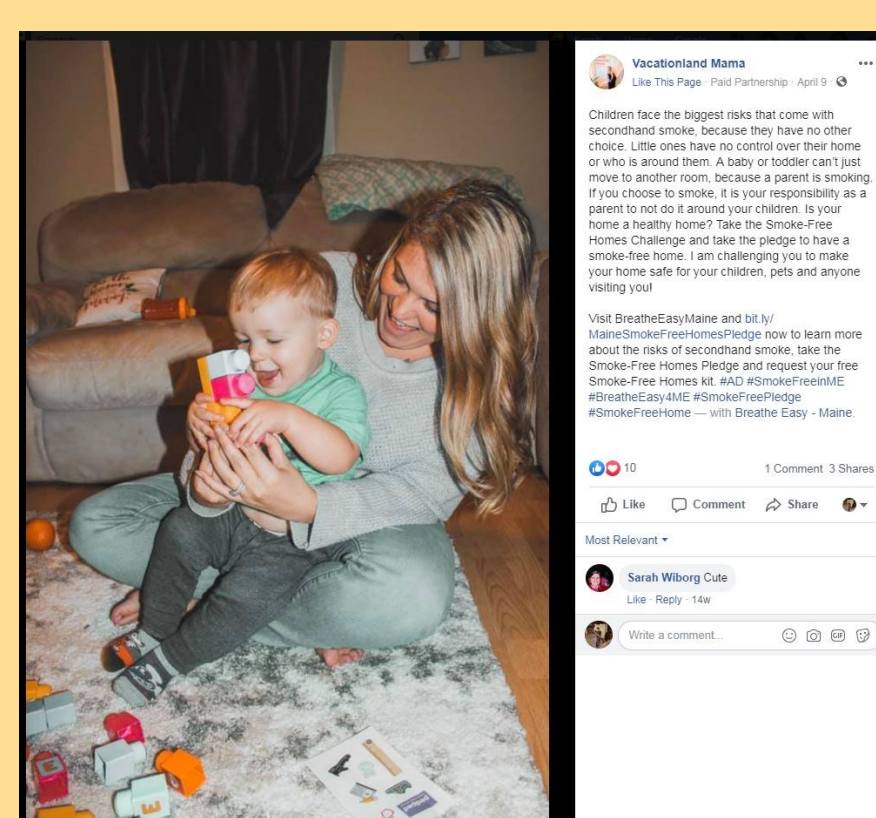 Vacationland Mama
Like This Page · Paid Partnership · April 9 ·
Children face the biggest risks that come with
secondhand smoke, because they have no other
choice. Little ones have no control over their home
or who is around them. A baby or toddler can't just
move to another room, because a parent is smoking.
If you choose to smoke, it is your responsibility as a
parent to not do it around your children. Is your
home a healthy home? Take the Smoke-Free
Homes Challenge and take the pledge to have a
smoke-free home. I am challenging you to make
your home safe for your children, pets and anyone
visiting you!
Visit BreatheEasyMaine and bit.ly/
MaineSmokeFreeHomesPledge now to learn more
about the risks of secondhand smoke, take the
Smoke-Free Homes Pledge and request your free
Smoke-Free Homes kit. #AD #SmokeFreeinME
#BreatheEasy4ME #SmokeFreePledge
#SmokeFreeHome — with Breathe Easy - Maine.
10 1 Comment 3 Shares
Like Comment Share
Most Relevant
Sarah Wiborg Cute
Like · Reply · 14w
Write a comment...
GIF
E
E